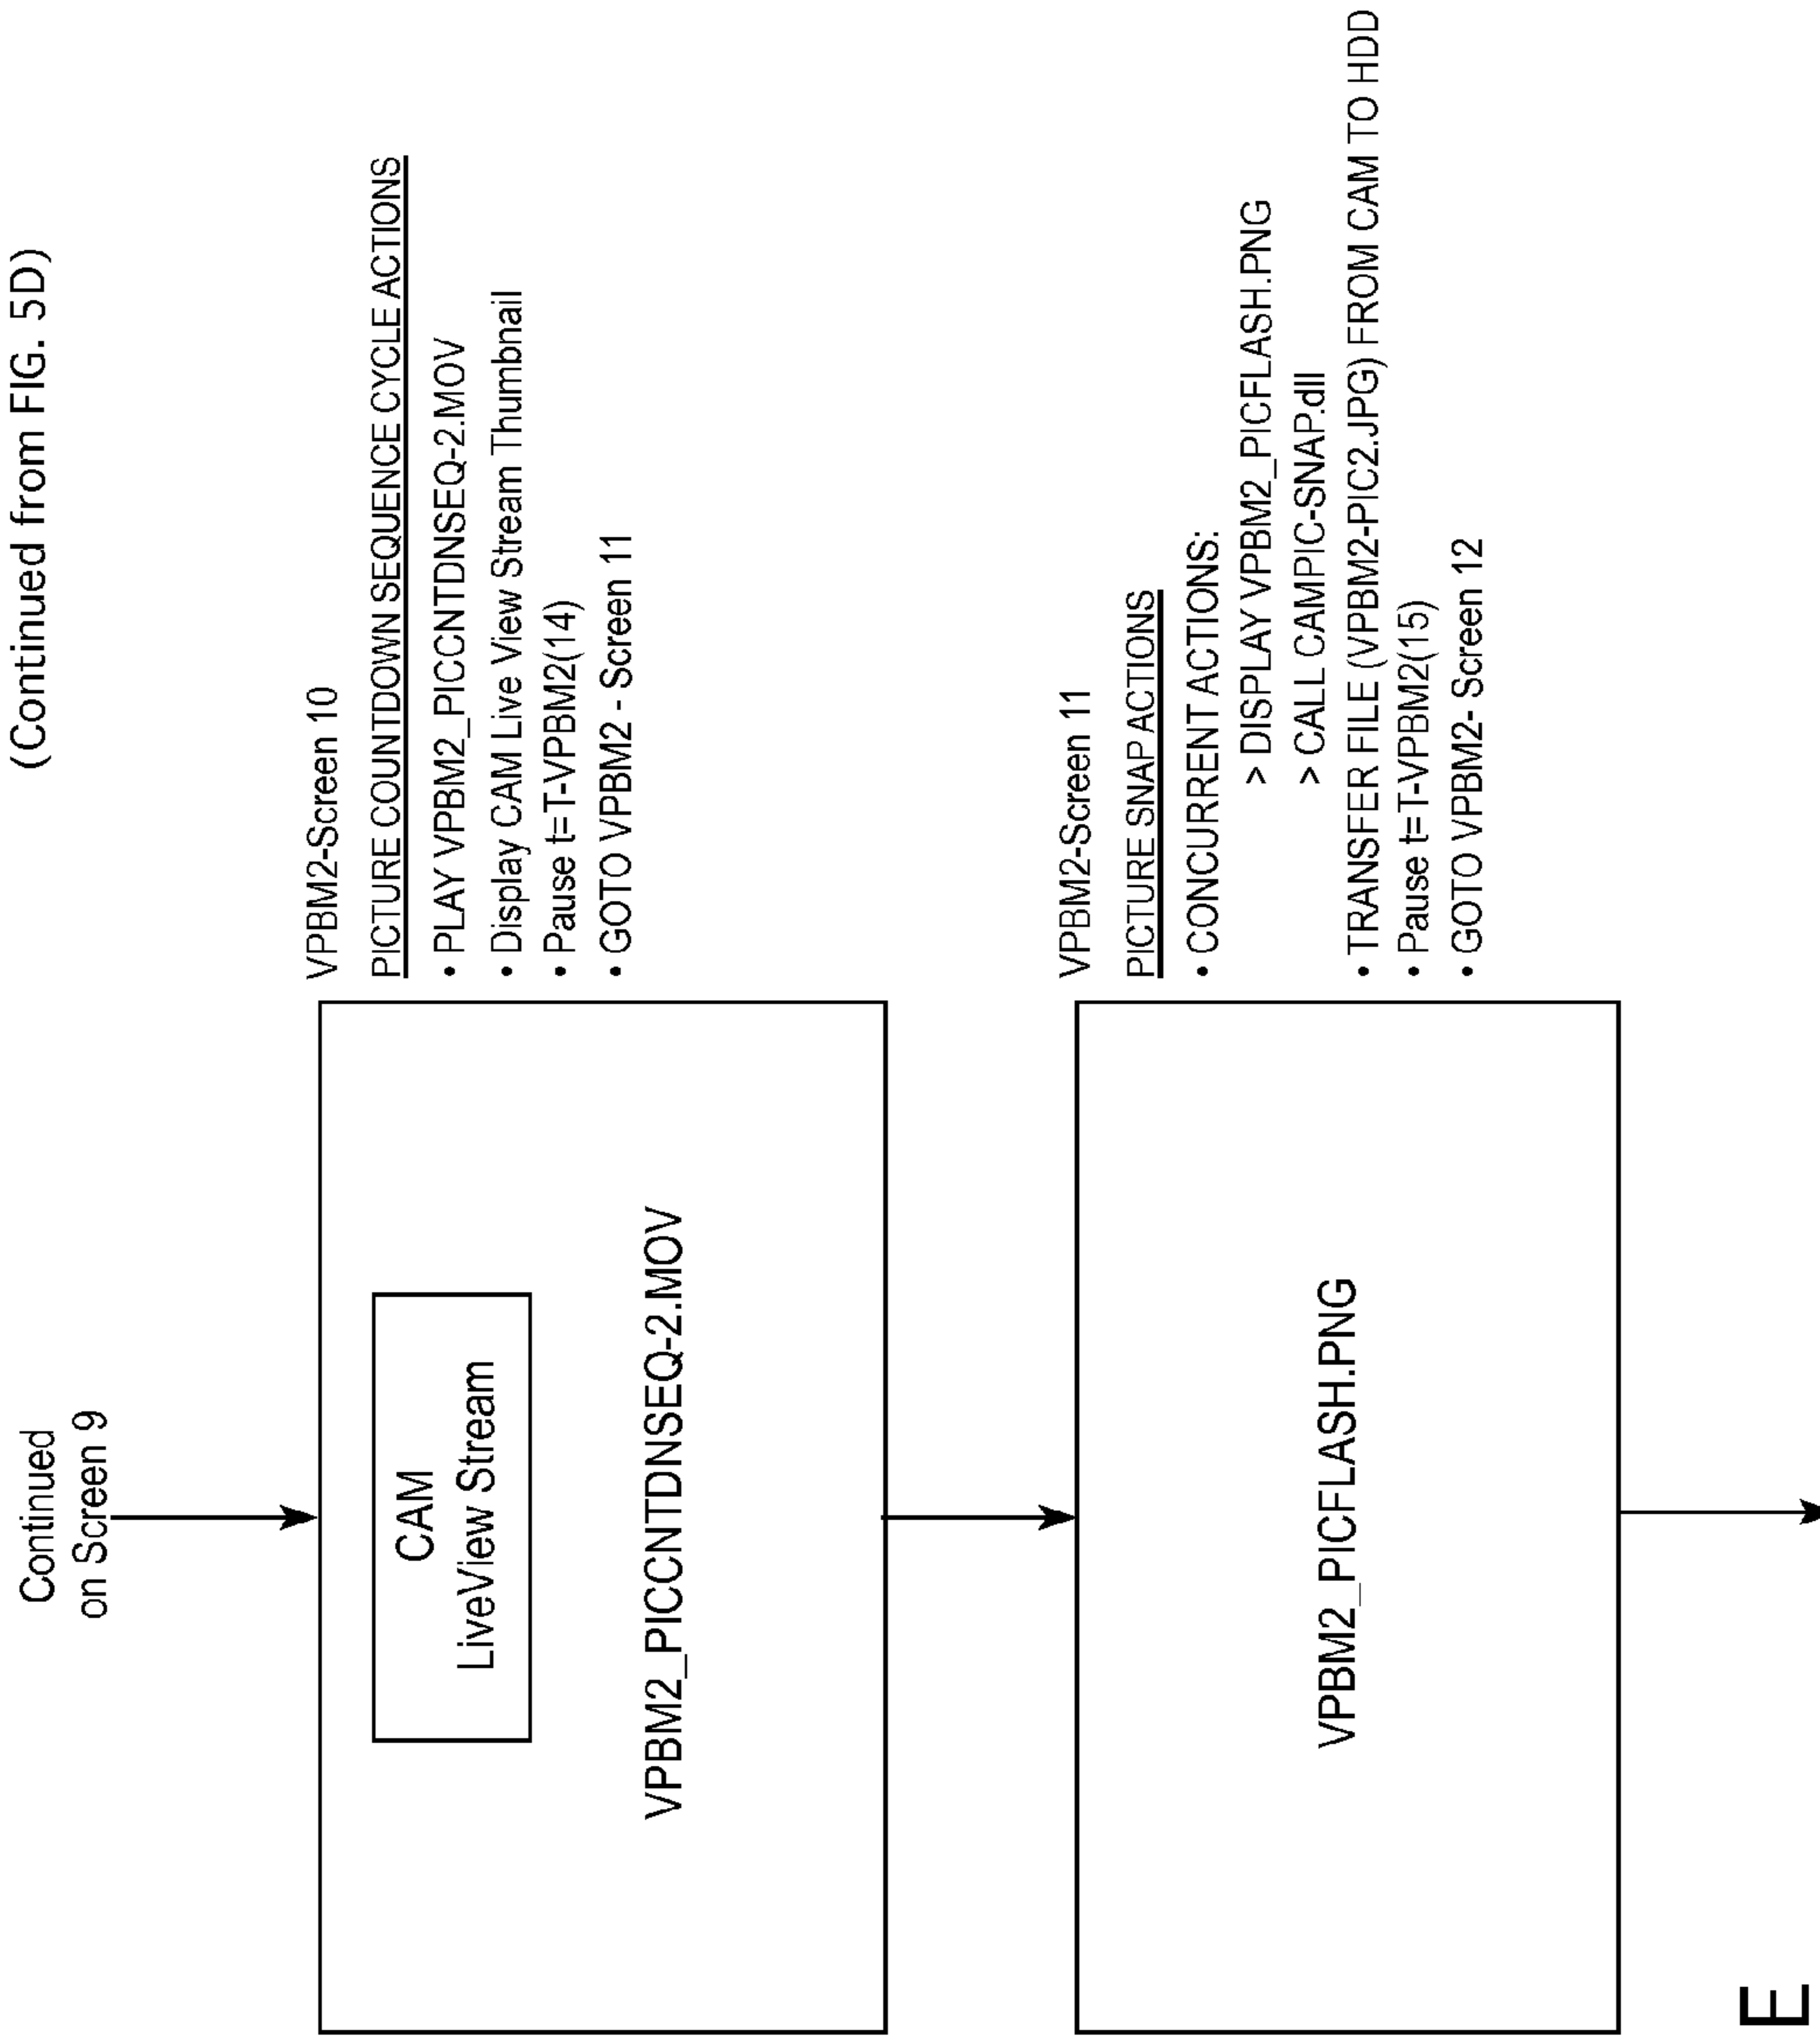 (Continued from FIG. 5D)
Continued
on Screen 9
CAM
LiveView Stream
VPBM2_PICCNTDNSEQ-2.MOV
VPBM2-Screen 10
PICTURE COUNTDOWN SEQUENCE CYCLE ACTIONS
• PLAY VPBM2_PICCNTDNSEQ-2.MOV
• Display CAM Live View Stream Thumbnail
• Pause t=T-VPBM2(14)
• GOTO VPBM2 - Screen 11
VPBM2_PICFLASH.PNG
VPBM2-Screen 11
PICTURE SNAP ACTIONS
• CONCURRENT ACTIONS:
> DISPLAY VPBM2_PICFLASH.PNG
> CALL CAMPIC-SNAP.dll
• TRANSFER FILE (VPBM2-PIC2.JPG) FROM CAM TO HDD
• Pause t=T-VPBM2(15)
• GOTO VPBM2- Screen 12
E